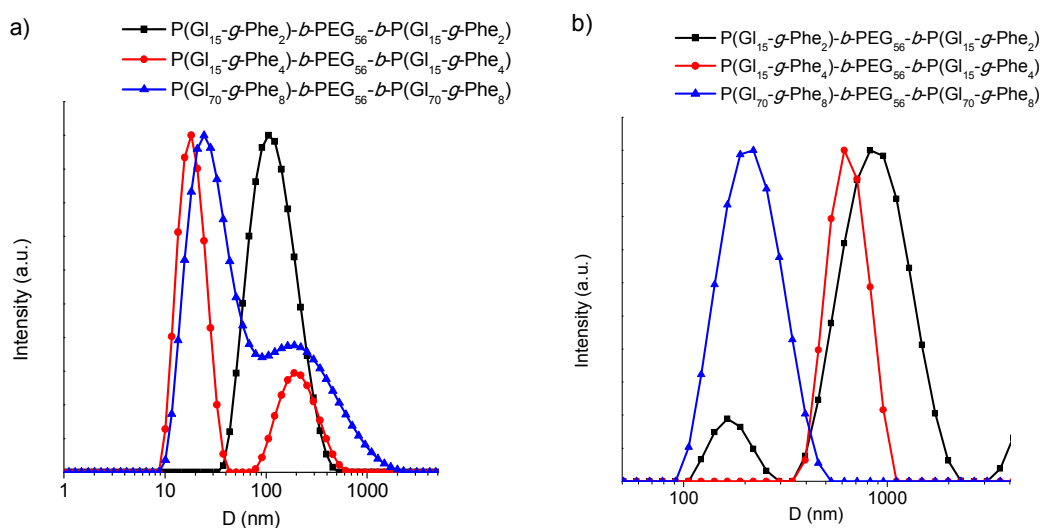 a)
P(Gl15-g-Phe2)-b-PEG56-b-P(Gl15-g-Phe2)
P(Gl15-g-Phe4)-b-PEG56-b-P(Gl15-g-Phe4)
P(Gl70-g-Phe8)-b-PEG56-b-P(Gl70-g-Phe8)
Intensity (a.u.)
1 10 100 1000
D (nm)
b)
P(Gl15-g-Phe2)-b-PEG56-b-P(Gl15-g-Phe2)
P(Gl15-g-Phe4)-b-PEG56-b-P(Gl15-g-Phe4)
P(Gl70-g-Phe8)-b-PEG56-b-P(Gl70-g-Phe8)
Intensity (a.u.)
100 1000
D (nm)